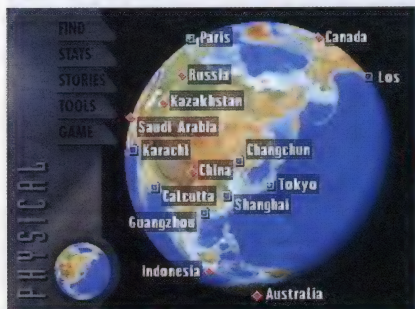 FIND
STATS
STORIES
TOOLS
GAME
PHYSICAL
Paris
Canada
Los
Russia
Kazakhstan
Saudi Arabia
Karachi
Changchun
China
Tokyo
Calcutta
Shanghai
Guangzhou
Indonesia
Australia